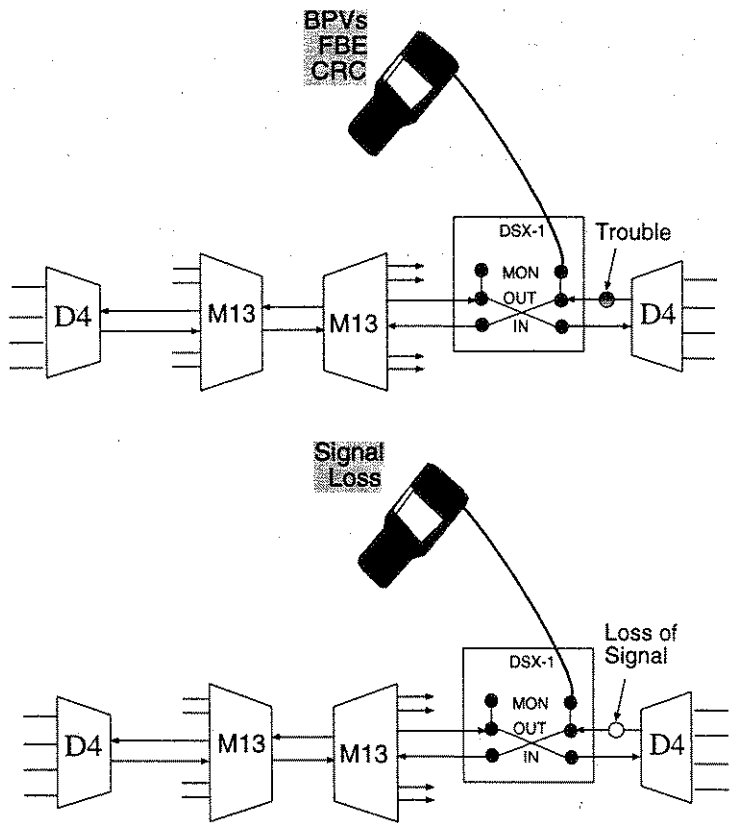 BPVs
FBE
CRC
DSX-1
Trouble
MON
OUT
IN
D4
M13
M13
D4
Signal
Loss
Loss of
Signal
DSX-1
MON
OUT
IN
D4
M13
M13
D4